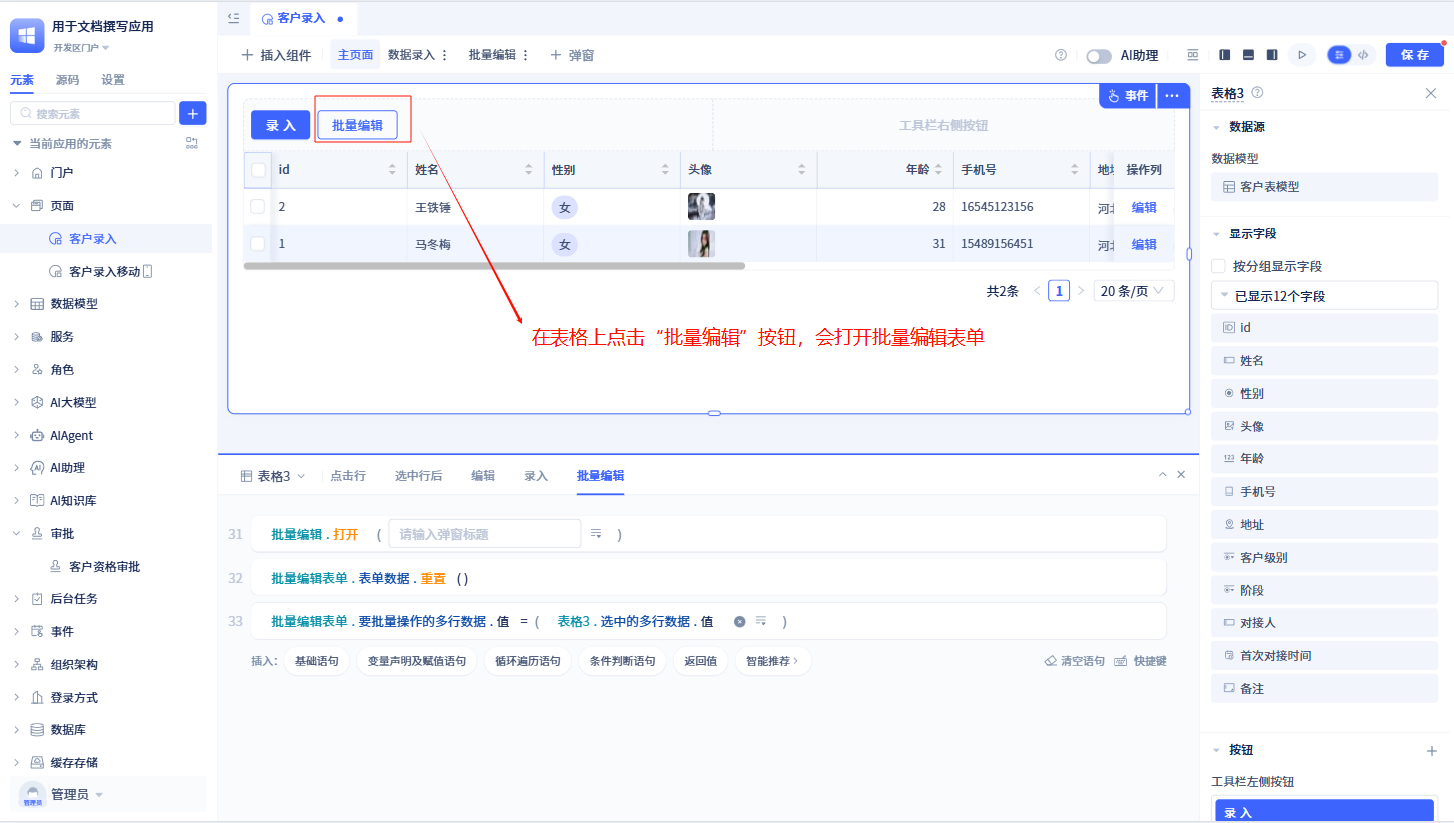 用于文档撰写应用
开发区门户
元素 源码 设置
搜索元素
当前应用的元素
门户
页面
客户录入
客户录入移动
数据模型
服务
角色
AI大模型
AIAgent
AI助理
AI知识库
审批
客户资格审批
后台任务
事件
组织架构
登录方式
数据库
缓存存储
管理员 管理员
客户录入
插入组件 主页面 数据录入 批量编辑 弹窗
AI助理 保存
事件
录入 批量编辑 工具栏右侧按钮
id 姓名 性别 头像 年龄 手机号 操作列
2 王铁锤 女 28 16545123156 编辑
1 马冬梅 女 31 15489156451 编辑
共2条 1 20 条/页
在表格上点击“批量编辑”按钮，会打开批量编辑表单
表格3 点击行 选中行后 编辑 录入 批量编辑
31 批量编辑 . 打开 ( 请输入弹窗标题 )
32 批量编辑表单 . 表单数据 . 重置 ()
33 批量编辑表单 . 要批量操作的多行数据 . 值 = ( 表格3 . 选中的多行数据 . 值 )
插入： 基础语句 变量声明及赋值语句 循环遍历语句 条件判断语句 返回值 智能推荐 清空语句 快捷键
表格3
数据源
数据模型
客户表模型
显示字段
按分组显示字段
已显示12个字段
id
姓名
性别
头像
年龄
手机号
地址
客户级别
阶段
对接人
首次对接时间
备注
按钮
工具栏左侧按钮
录入